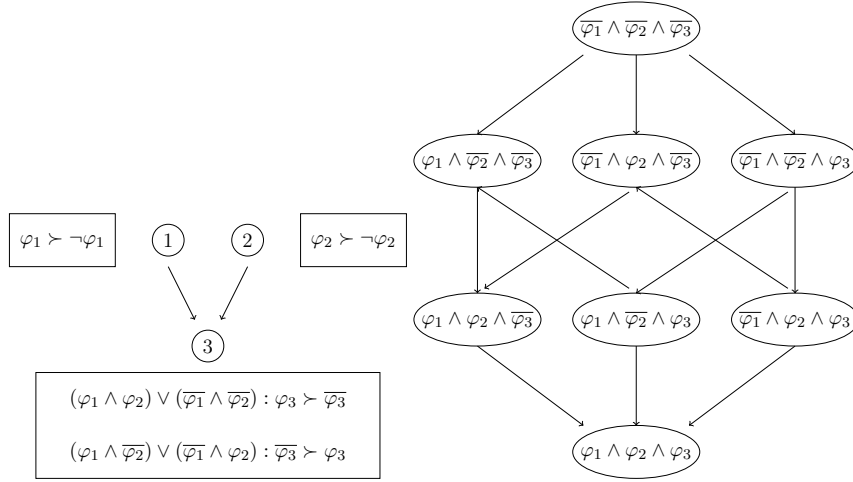 φ₁ ≻ ¬φ₁
1
2
φ₂ ≻ ¬φ₂
3
(φ₁ ∧ φ₂) ∨ (φ̅₁ ∧ φ̅₂) : φ₃ ≻ φ̅₃
(φ₁ ∧ φ̅₂) ∨ (φ̅₁ ∧ φ₂) : φ̅₃ ≻ φ₃
φ̅₁ ∧ φ̅₂ ∧ φ̅₃
φ₁ ∧ φ̅₂ ∧ φ̅₃
φ̅₁ ∧ φ₂ ∧ φ̅₃
φ̅₁ ∧ φ̅₂ ∧ φ₃
φ₁ ∧ φ₂ ∧ φ̅₃
φ₁ ∧ φ̅₂ ∧ φ₃
φ̅₁ ∧ φ₂ ∧ φ₃
φ₁ ∧ φ₂ ∧ φ₃